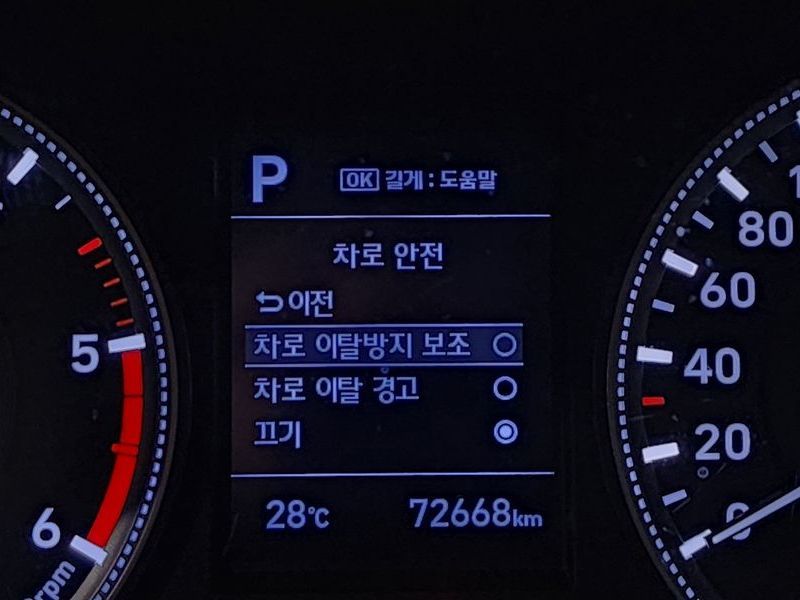 P
OK 길게 : 도움말
차로 안전
이전
차로 이탈방지 보조
차로 이탈 경고
끄기
28°C 72668km
5
6
rpm
80
60
40
20
0